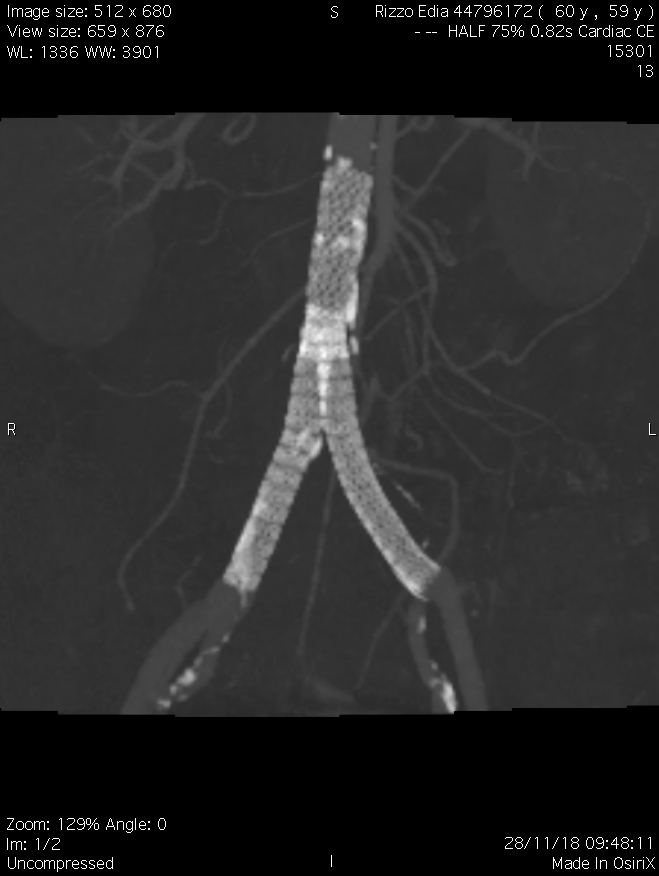 Image size: 512 x 680
View size: 659 x 876
WL: 1336 WW: 3901
S
Rizzo Edia 44796172 ( 60 y , 59 y )
--- HALF 75% 0.82s Cardiac CE
15301
13
R
L
Zoom: 129% Angle: 0
Im: 1/2
Uncompressed
I
28/11/18 09:48:11
Made In OsiriX